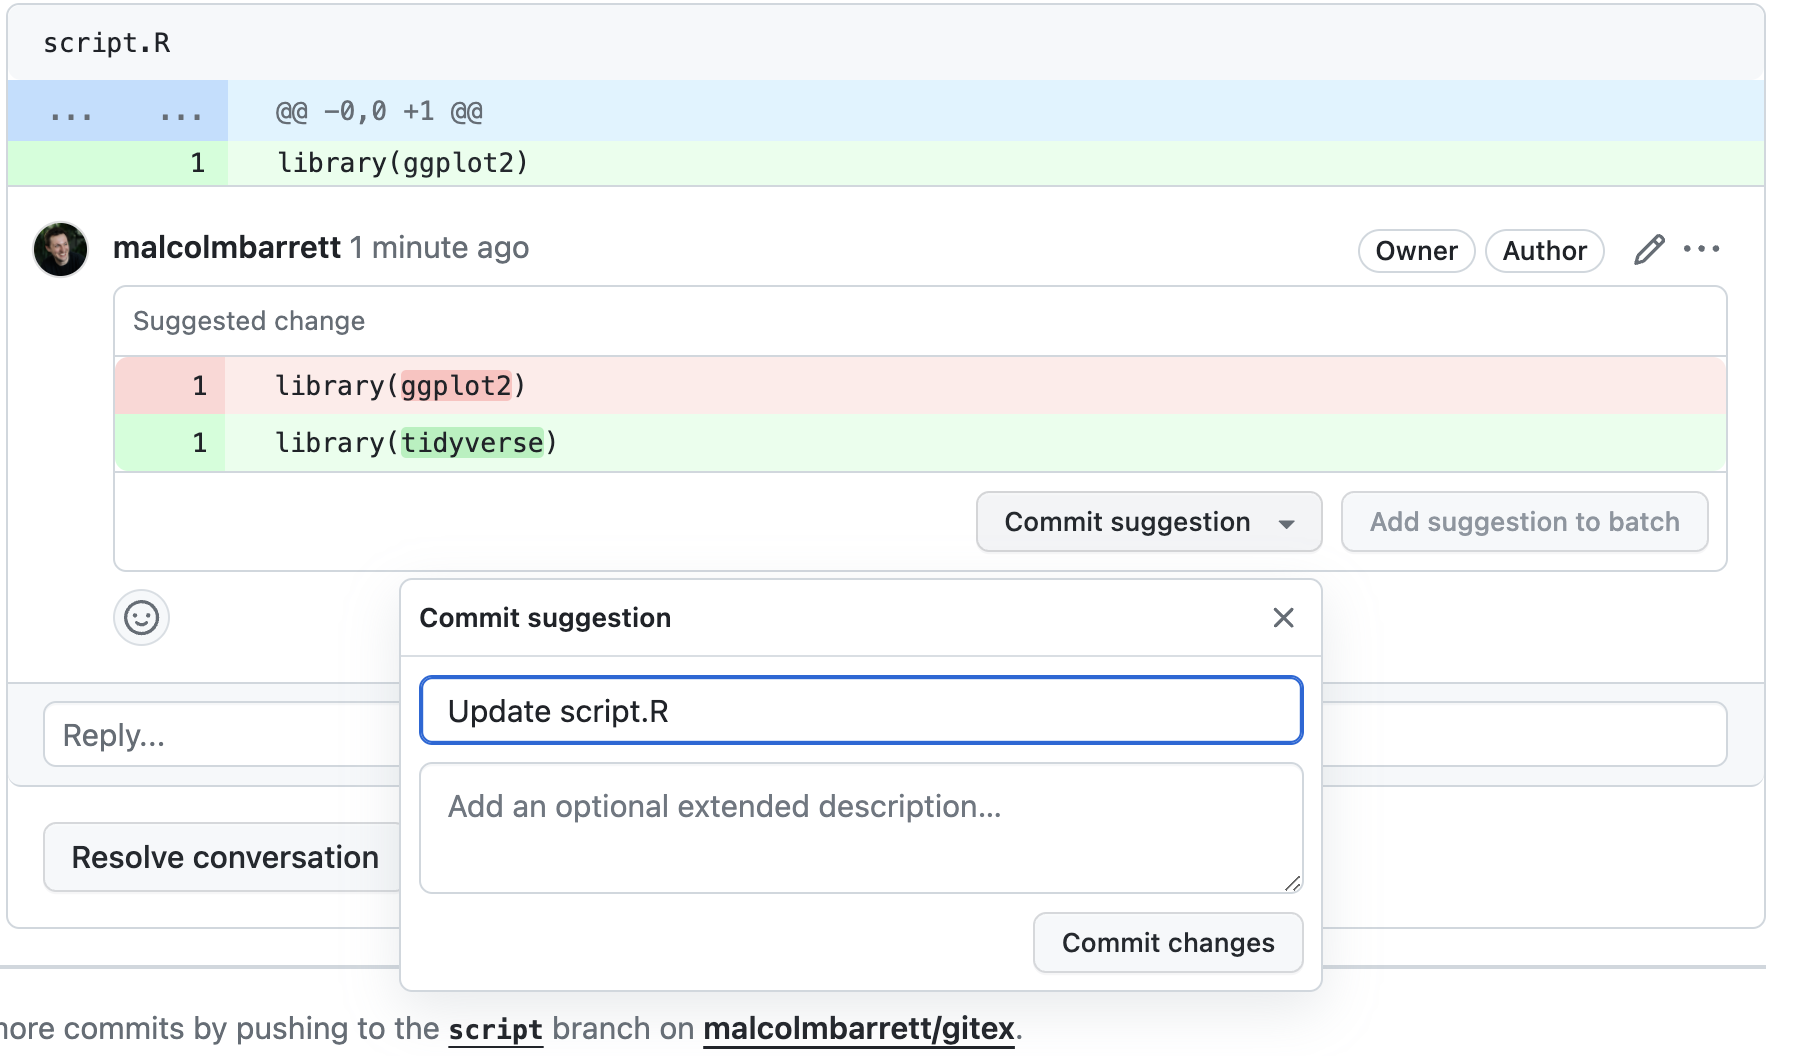 script.R
... ... @@ -0,0 +1 @@
1 library(ggplot2)
malcolmbarrett 1 minute ago Owner Author ...
Suggested change
1 library(ggplot2)
1 library(tidyverse)
Commit suggestion Add suggestion to batch
Commit suggestion
Update script.R
Reply...
Add an optional extended description...
Resolve conversation
Commit changes
more commits by pushing to the script branch on malcolmbarrett/gitex.